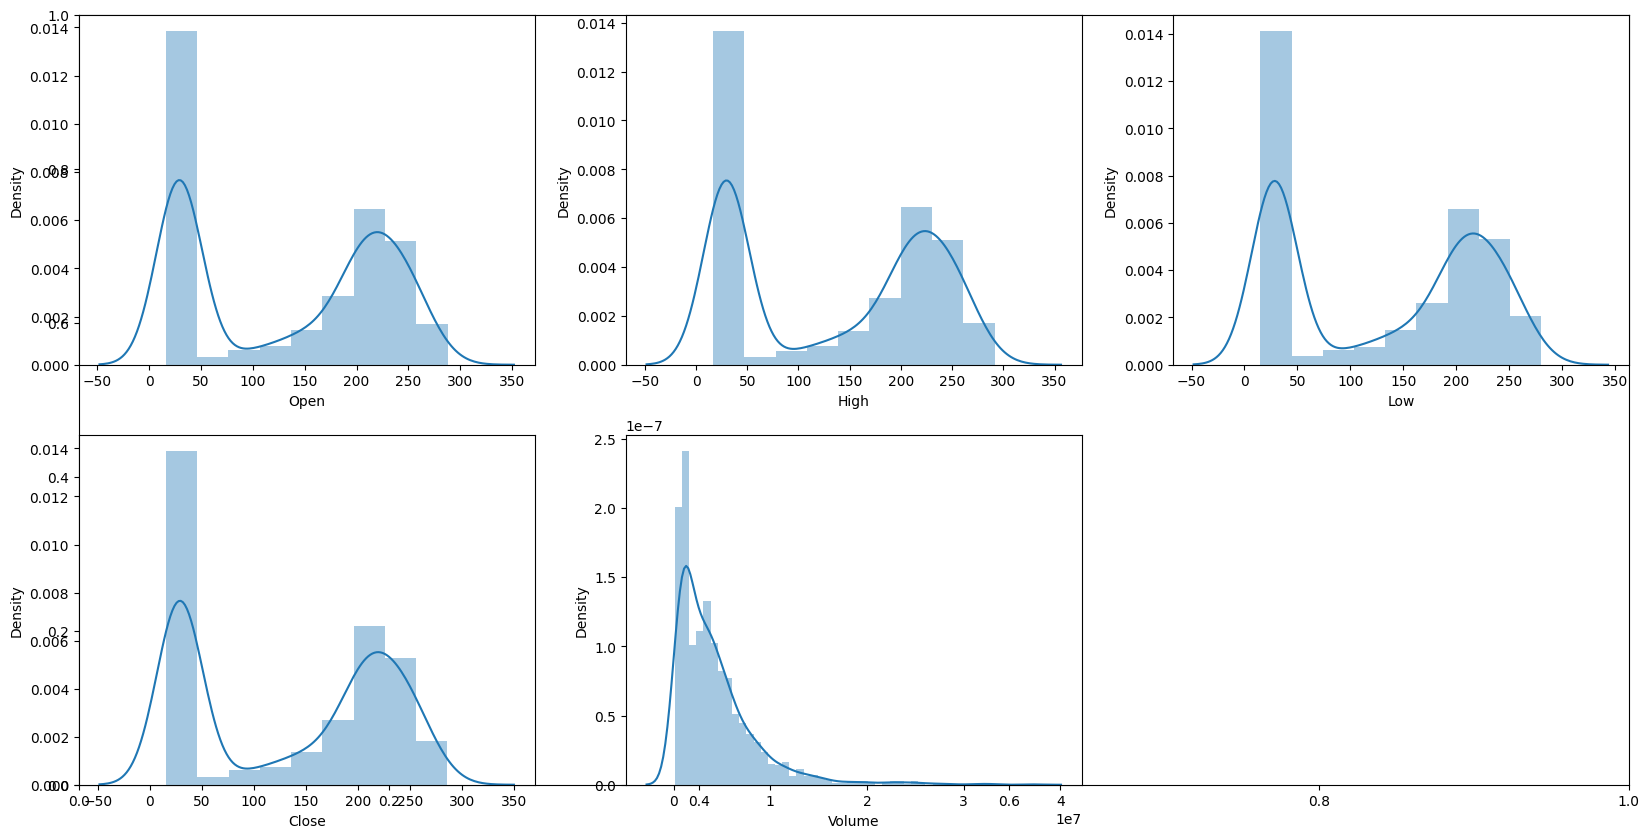 1.0
0.014
0.012
0.010
0.8
0.008
0.006
0.004
0.002
0.6
0.000
Density
−50 0 50 100 150 200 250 300 350
Open
0.014
0.012
0.010
0.008
0.006
0.004
0.002
0.000
Density
−50 0 50 100 150 200 250 300 350
High
0.014
0.012
0.010
0.008
0.006
0.004
0.002
0.000
Density
−50 0 50 100 150 200 250 300 350
Low
0.014
0.4
0.012
0.010
0.008
0.2
0.006
0.004
0.002
0.000
0.0
Density
0.0 −50 0 50 100 150 200 0.2 250 300 350
Close
1e−7
2.5
2.0
1.5
1.0
0.5
0.0
Density
0 0.4 1 2 3 0.6 4
1e7
Volume
0.8 1.0